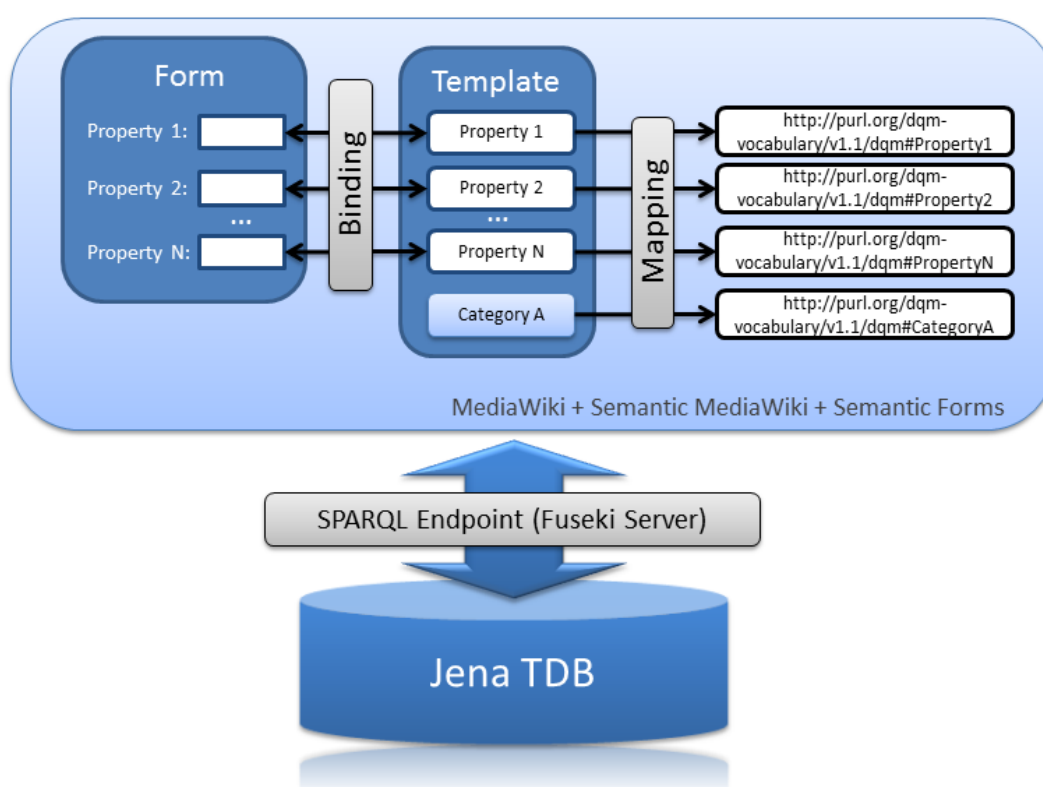 Form
Property 1:
Property 2:
...
Property N:
Binding
Template
Property 1
Property 2
...
Property N
Category A
Mapping
http://purl.org/dqm-
vocabulary/v1.1/dqm#Property1
http://purl.org/dqm-
vocabulary/v1.1/dqm#Property2
http://purl.org/dqm-
vocabulary/v1.1/dqm#PropertyN
http://purl.org/dqm-
vocabulary/v1.1/dqm#CategoryA
MediaWiki + Semantic MediaWiki + Semantic Forms
SPARQL Endpoint (Fuseki Server)
Jena TDB